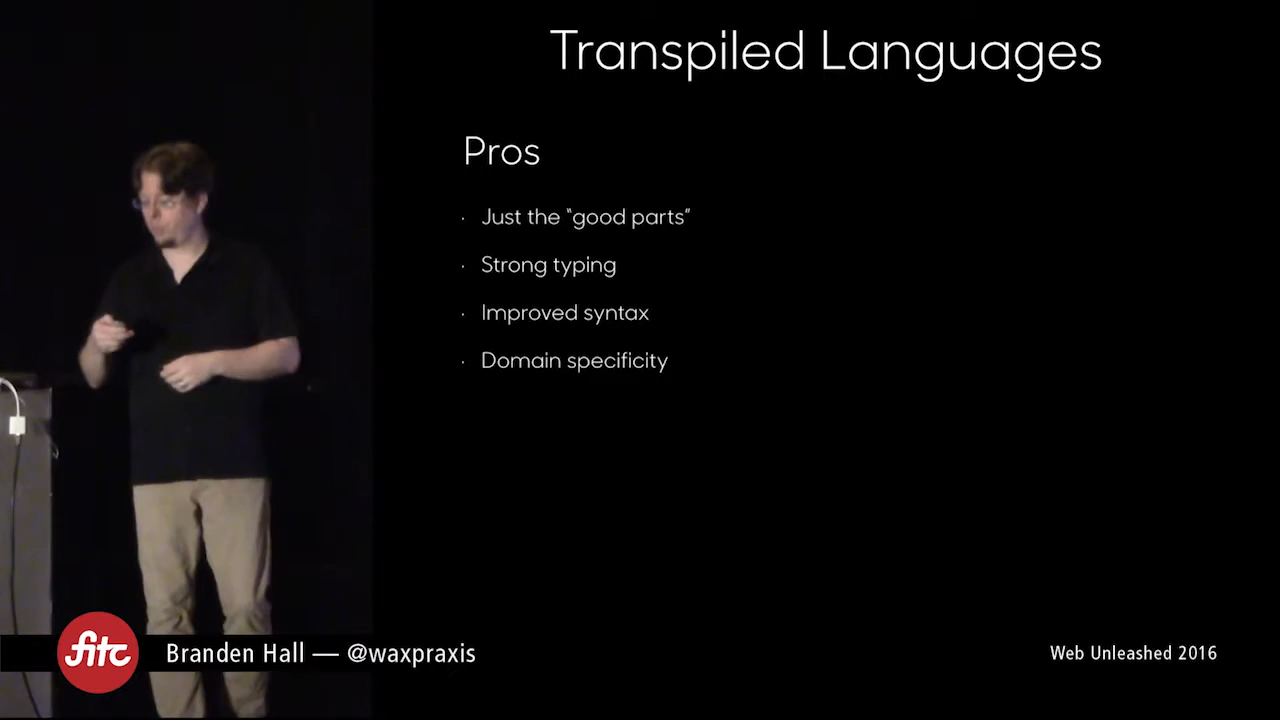 Transpiled Languages
Pros
· Just the “good parts”
· Strong typing
· Improved syntax
· Domain specificity
fitc
Branden Hall — @waxpraxis
Web Unleashed 2016